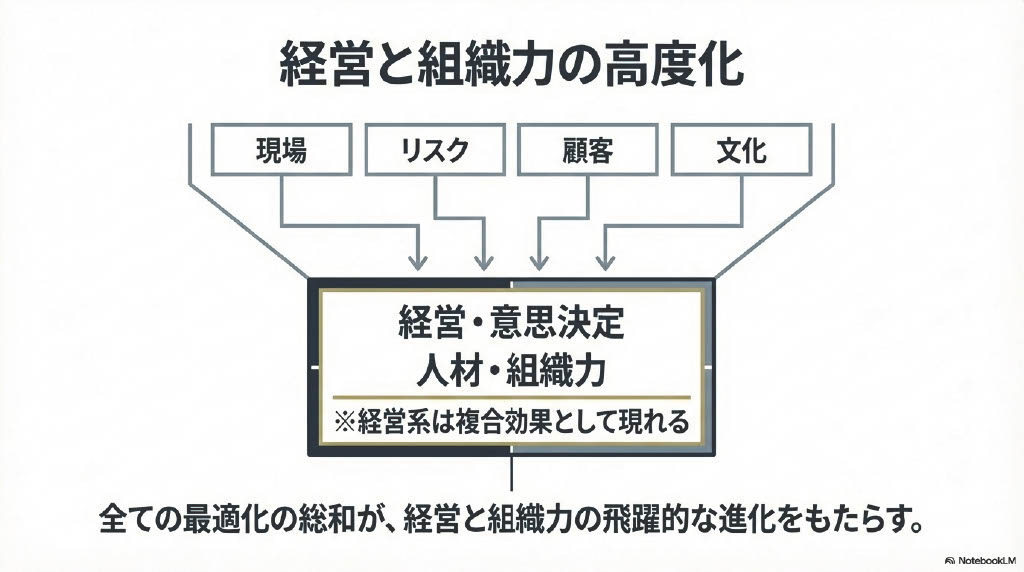 経営と組織力の高度化
現場
リスク
顧客
文化
経営・意思決定
人材・組織力
※経営系は複合効果として現れる
全ての最適化の総和が、経営と組織力の飛躍的な進化をもたらす。
NotebookLM